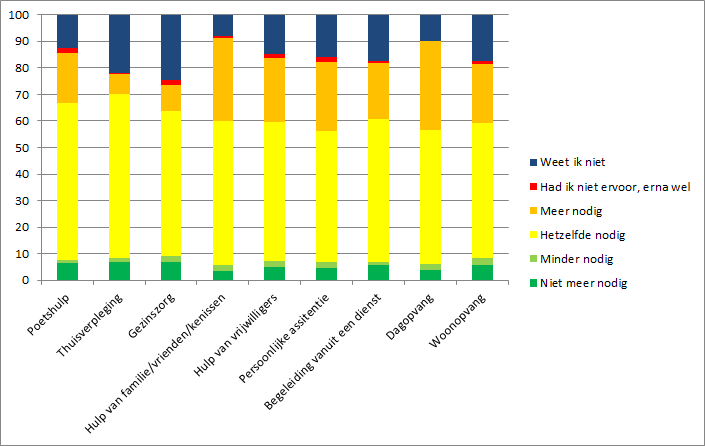 100
90
80
70
60
50
40
30
20
10
0
Poetshulp
Thuisverpleging
Gezinszorg
Hulp van familie/vrienden/kenissen
Hulp van vrijwilligers
Persoonlijke assitentie
Begeleiding vanuit een dienst
Dagopvang
Woonopvang
Weet ik niet
Had ik niet ervoor, erna wel
Meer nodig
Hetzelfde nodig
Minder nodig
Niet meer nodig